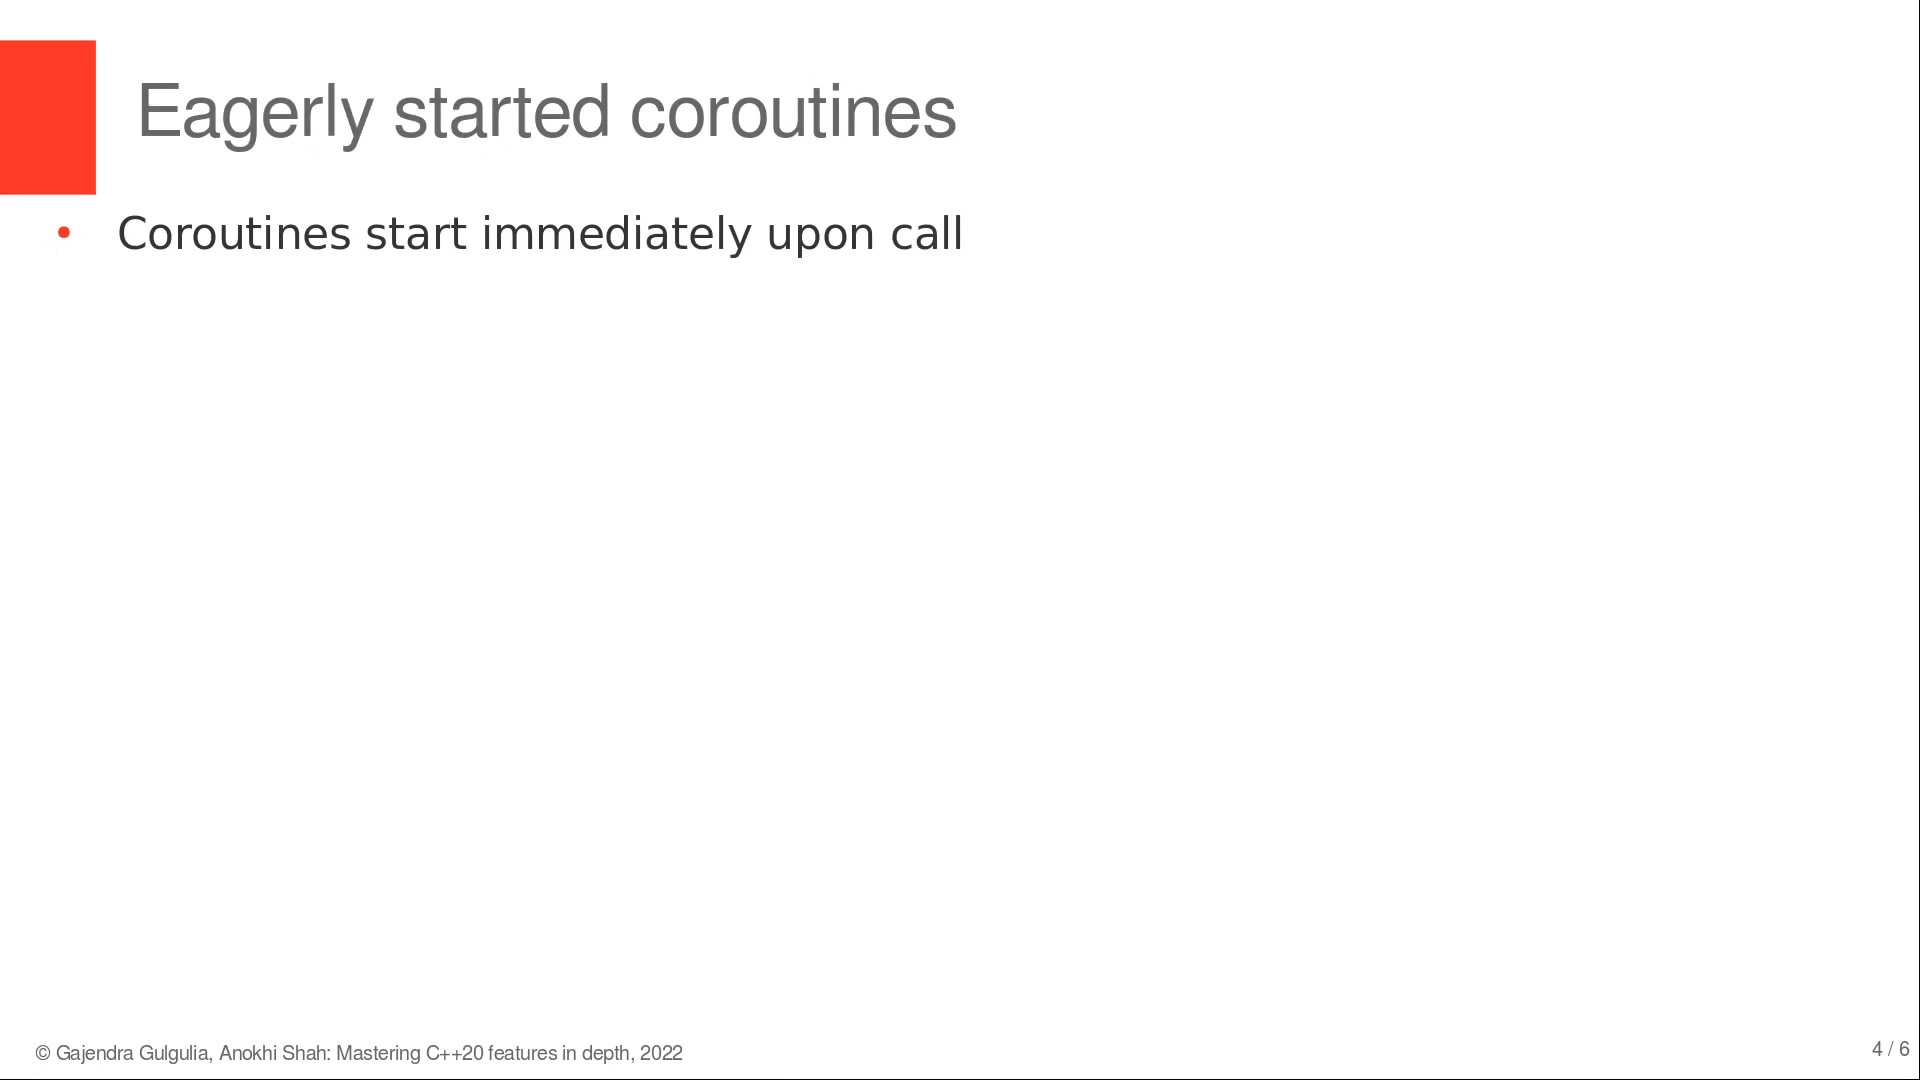 Eagerly started coroutines
• Coroutines start immediately upon call
© Gajendra Gulgulia, Anokhi Shah: Mastering C++20 features in depth, 2022
4 / 6